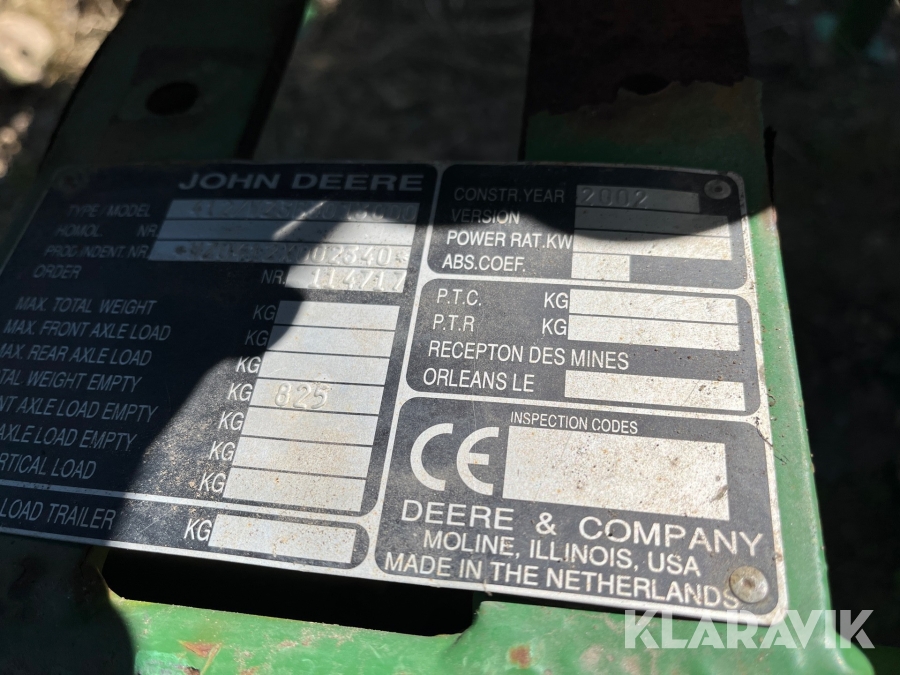 JOHN DEERE
TYPE / MODEL
HOMOL. NR
PROD/INDENT. NR
ORDER NR. 114717
MAX. TOTAL WEIGHT KG
MAX. FRONT AXLE LOAD KG
MAX. REAR AXLE LOAD KG
TAL WEIGHT EMPTY KG 825
NT AXLE LOAD EMPTY KG
AXLE LOAD EMPTY KG
RTICAL LOAD KG
LOAD TRAILER KG
CONSTR.YEAR 2002
VERSION
POWER RAT.KW
ABS.COEF.
P.T.C. KG
P.T.R KG
RECEPTON DES MINES
ORLEANS LE
INSPECTION CODES
CE
DEERE & COMPANY
MOLINE, ILLINOIS, USA
MADE IN THE NETHERLANDS
KLARAVIK